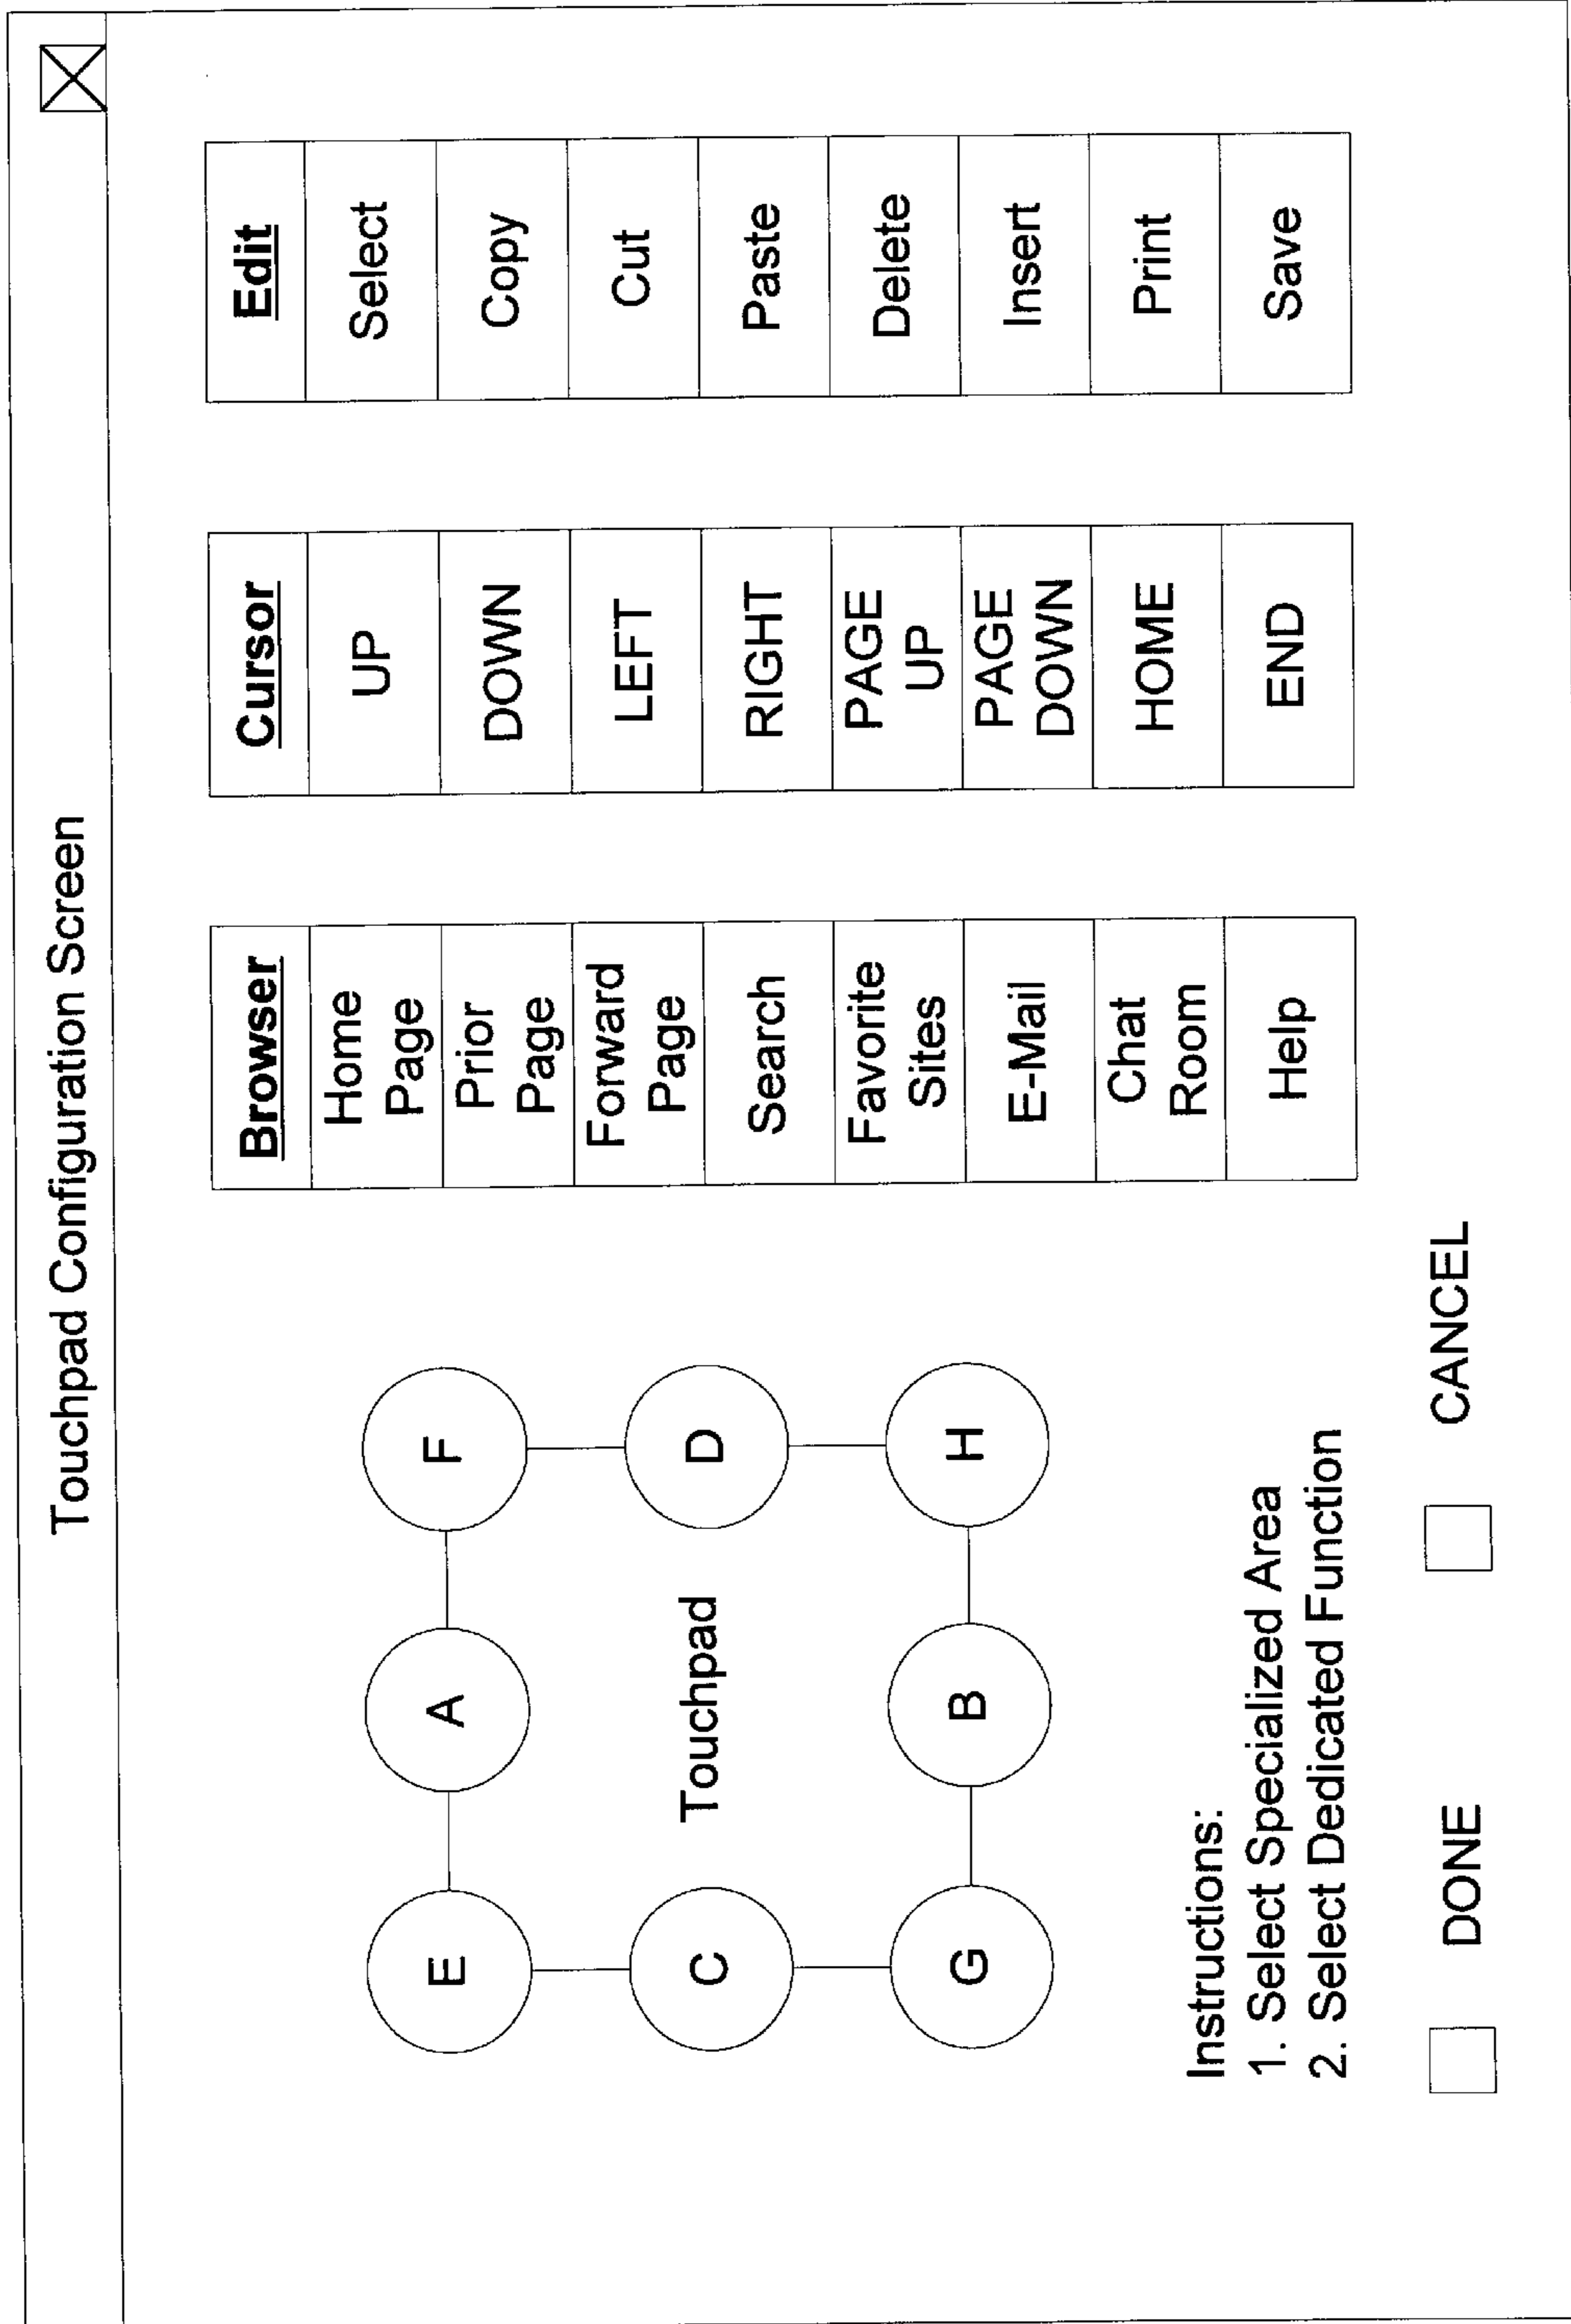 Touchpad Configuration Screen
E
A
F
C
Touchpad
D
G
B
H
Instructions:
1. Select Specialized Area
2. Select Dedicated Function
DONE
CANCEL
Browser
Home
Page
Prior
Page
Forward
Page
Search
Favorite
Sites
E-Mail
Chat
Room
Help
Cursor
UP
DOWN
LEFT
RIGHT
PAGE
UP
PAGE
DOWN
HOME
END
Edit
Select
Copy
Cut
Paste
Delete
Insert
Print
Save